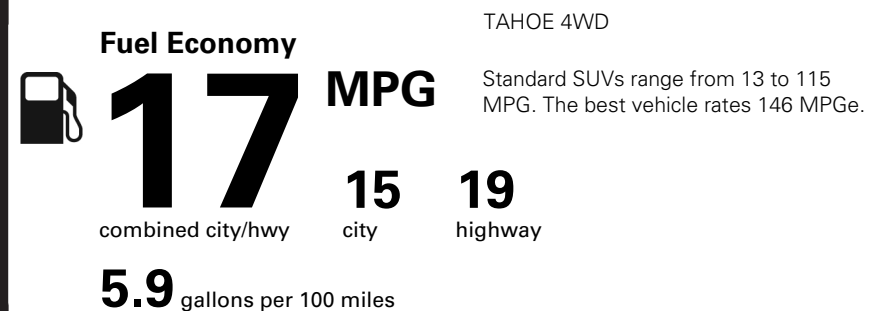 Fuel Economy
17 MPG
combined city/hwy
15
city
19
highway
5.9 gallons per 100 miles
TAHOE 4WD
Standard SUVs range from 13 to 115
MPG. The best vehicle rates 146 MPGe.